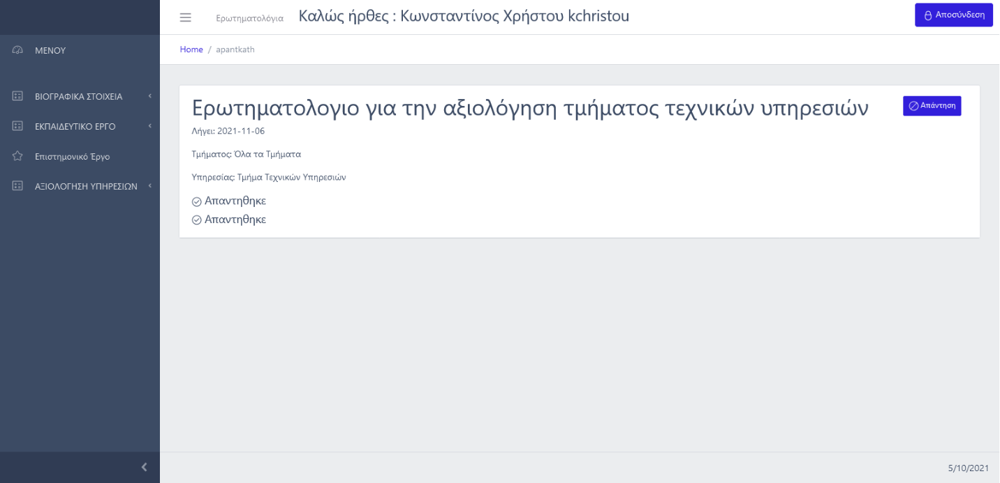 Ερωτηματολόγια
Καλώς ήρθες : Κωνσταντίνος Χρήστου kchristou
Αποσύνδεση
ΜΕΝΟΥ
Home / apantkath
ΒΙΟΓΡΑΦΙΚΑ ΣΤΟΙΧΕΙΑ
ΕΚΠΑΙΔΕΥΤΙΚΟ ΕΡΓΟ
Επιστημονικό Έργο
ΑΞΙΟΛΟΓΗΣΗ ΥΠΗΡΕΣΙΩΝ
Ερωτηματολογιο για την αξιολόγηση τμήματος τεχνικών υπηρεσιών
Απάντηση
Λήγει: 2021-11-06
Τμήματος: Όλα τα Τμήματα
Υπηρεσίας: Τμήμα Τεχνικών Υπηρεσιών
Απαντηθηκε
Απαντηθηκε
5/10/2021